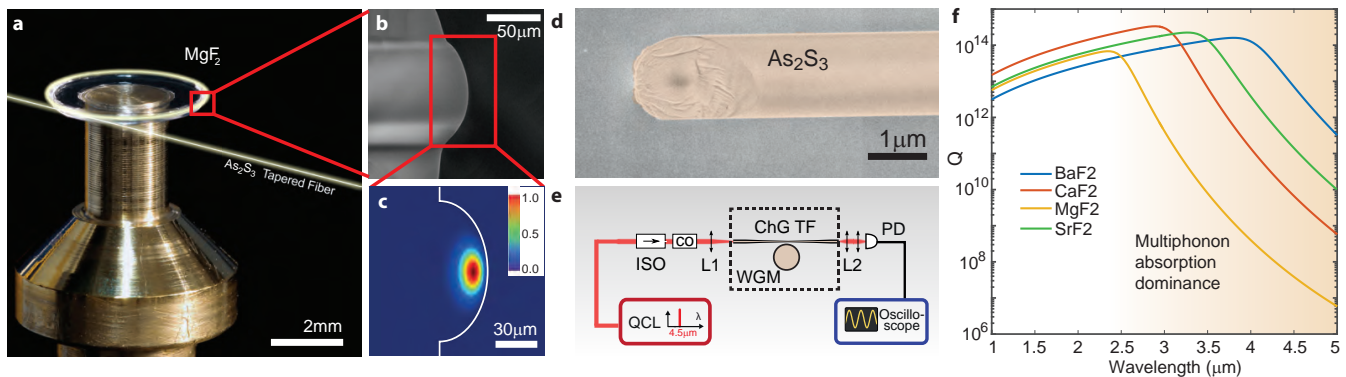 a
MgF2
As2S3 Tapered Fiber
2mm
b
50μm
c
1.0
0.5
0.0
30μm
d
As2S3
1μm
e
ISO
CO
L1
ChG TF
WGM
L2
PD
QCL
λ
4.5μm
Oscillo-
scope
f
Q
10^14
10^12
10^10
10^8
10^6
BaF2
CaF2
MgF2
SrF2
Multiphonon
absorption
dominance
1 1.5 2 2.5 3 3.5 4 4.5 5
Wavelength (μm)